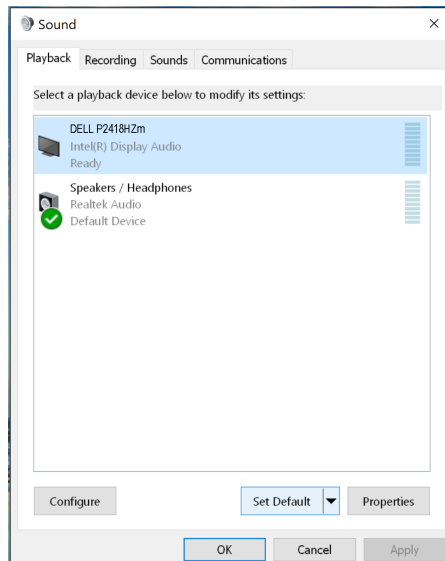 Sound
Playback Recording Sounds Communications
Select a playback device below to modify its settings:
DELL P2418HZm
Intel(R) Display Audio
Ready
Speakers / Headphones
Realtek Audio
Default Device
Configure Set Default Properties
OK Cancel Apply